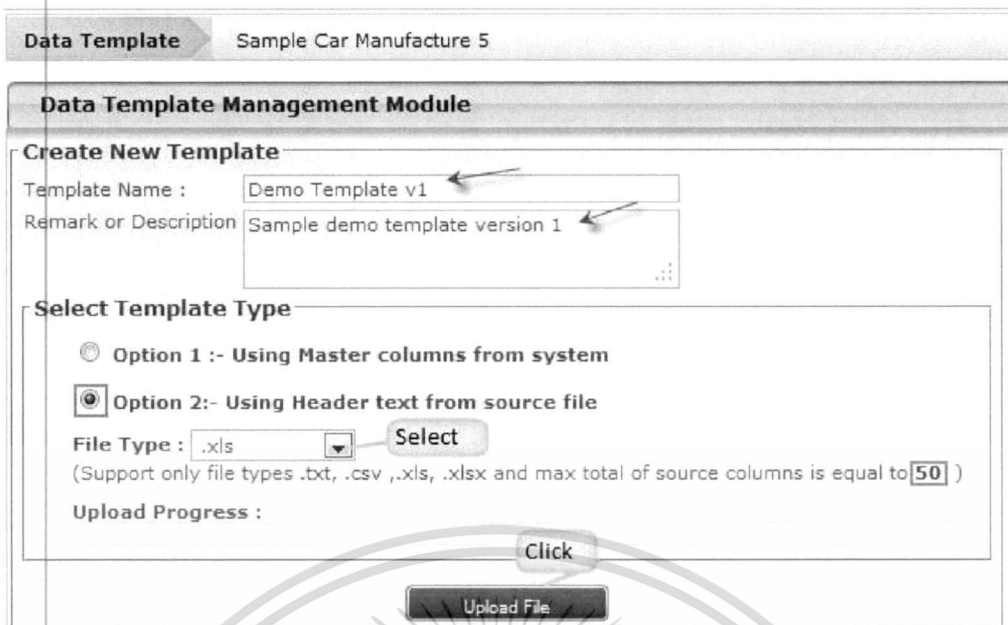 Data Template Sample Car Manufacture 5
Data Template Management Module
Create New Template
Template Name : Demo Template v1
Remark or Description Sample demo template version 1
Select Template Type
Option 1 :- Using Master columns from system
Option 2:- Using Header text from source file
File Type : .xls Select
(Support only file types .txt, .csv ,.xls, .xlsx and max total of source columns is equal to 50 )
Upload Progress :
Click
Upload File